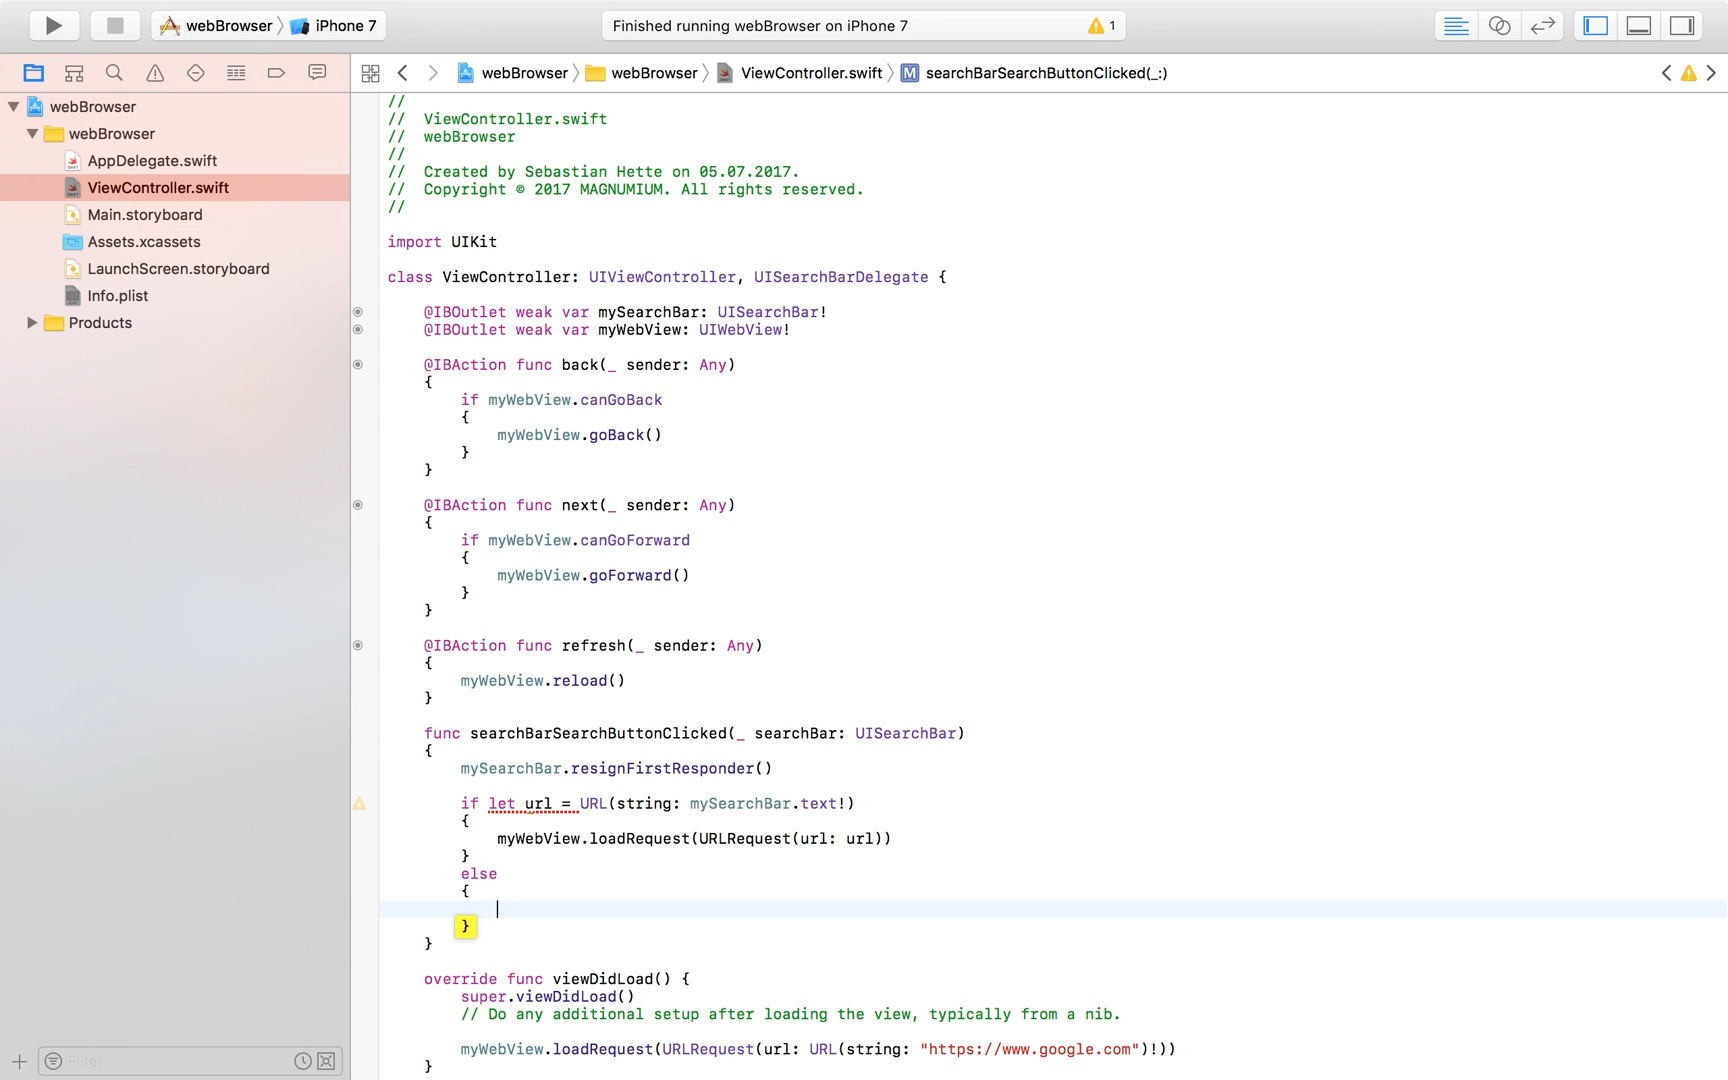 webBrowser iPhone 7 Finished running webBrowser on iPhone 7 1
webBrowser webBrowser ViewController.swift M searchBarSearchButtonClicked(_:)
webBrowser
webBrowser
AppDelegate.swift
ViewController.swift
Main.storyboard
Assets.xcassets
LaunchScreen.storyboard
Info.plist
Products
Filter
//
// ViewController.swift
// webBrowser
//
// Created by Sebastian Hette on 05.07.2017.
// Copyright © 2017 MAGNUMIUM. All rights reserved.
//
import UIKit
class ViewController: UIViewController, UISearchBarDelegate {
@IBOutlet weak var mySearchBar: UISearchBar!
@IBOutlet weak var myWebView: UIWebView!
@IBAction func back(_ sender: Any)
{
if myWebView.canGoBack
{
myWebView.goBack()
}
}
@IBAction func next(_ sender: Any)
{
if myWebView.canGoForward
{
myWebView.goForward()
}
}
@IBAction func refresh(_ sender: Any)
{
myWebView.reload()
}
func searchBarSearchButtonClicked(_ searchBar: UISearchBar)
{
mySearchBar.resignFirstResponder()
if let url = URL(string: mySearchBar.text!)
{
myWebView.loadRequest(URLRequest(url: url))
}
else
{
}
}
override func viewDidLoad() {
super.viewDidLoad()
// Do any additional setup after loading the view, typically from a nib.
myWebView.loadRequest(URLRequest(url: URL(string: "https://www.google.com")!))
}